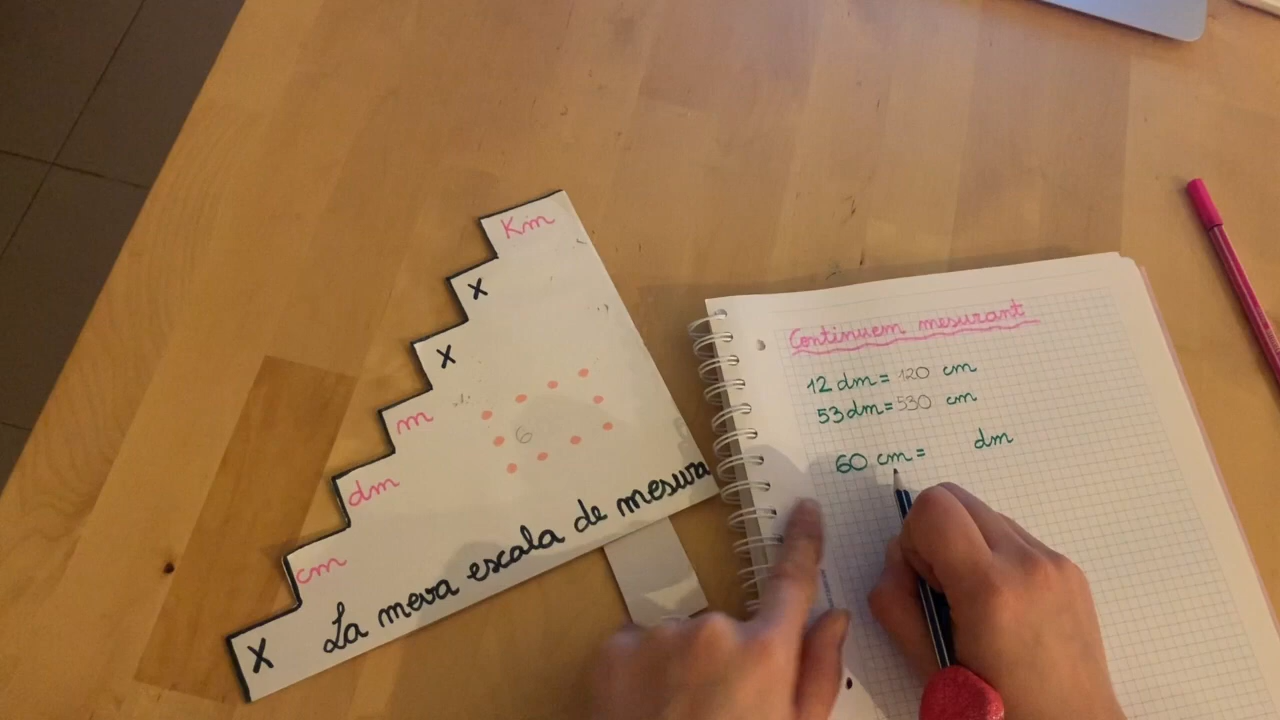 Km
X
X
m
dm
cm
X
6
La meva escala de mesura
Continuem mesurant
12 dm = 120 cm
53 dm = 530 cm
60 cm = dm